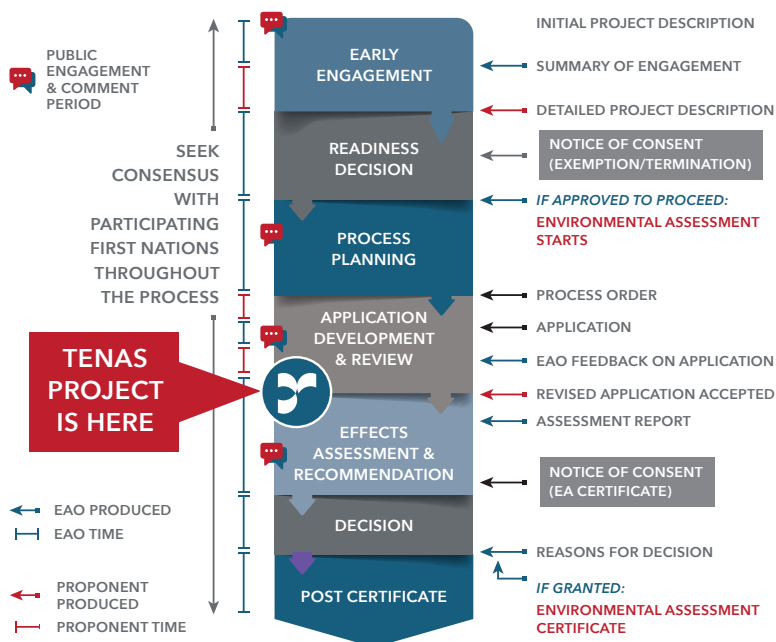 PUBLIC
ENGAGEMENT
& COMMENT
PERIOD
SEEK
CONSENSUS
WITH
PARTICIPATING
FIRST NATIONS
THROUGHOUT
THE PROCESS
TENAS
PROJECT
IS HERE
EAO PRODUCED
EAO TIME
PROPONENT
PRODUCED
PROPONENT TIME
EARLY
ENGAGEMENT
READINESS
DECISION
PROCESS
PLANNING
APPLICATION
DEVELOPMENT
& REVIEW
EFFECTS
ASSESSMENT &
RECOMMENDATION
DECISION
POST CERTIFICATE
INITIAL PROJECT DESCRIPTION
SUMMARY OF ENGAGEMENT
DETAILED PROJECT DESCRIPTION
NOTICE OF CONSENT
(EXEMPTION/TERMINATION)
IF APPROVED TO PROCEED:
ENVIRONMENTAL ASSESSMENT
STARTS
PROCESS ORDER
APPLICATION
EAO FEEDBACK ON APPLICATION
REVISED APPLICATION ACCEPTED
ASSESSMENT REPORT
NOTICE OF CONSENT
(EA CERTIFICATE)
REASONS FOR DECISION
IF GRANTED:
ENVIRONMENTAL ASSESSMENT
CERTIFICATE